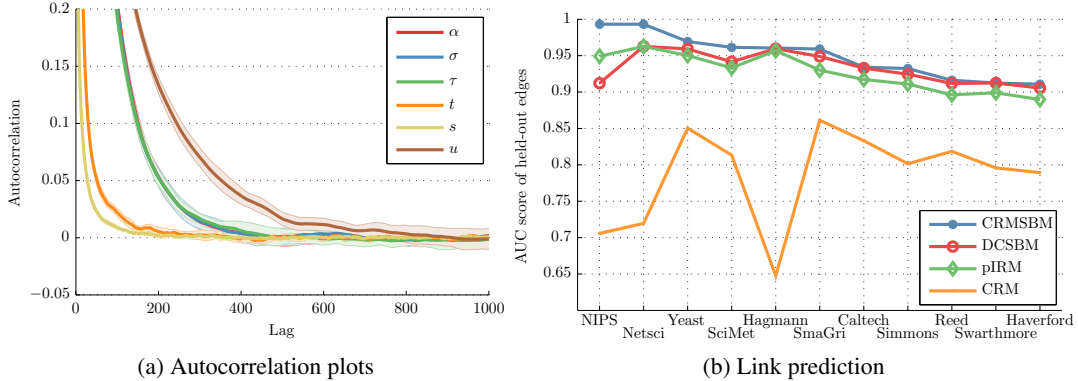 0.2
0.15
0.1
0.05
0
−0.05
Autocorrelation
0
200
400
600
800
1000
Lag
α
σ
τ
t
s
u
(a) Autocorrelation plots
1
0.95
0.9
0.85
0.8
0.75
0.7
0.65
AUC score of held-out edges
NIPS
Netsci
Yeast
SciMet
Hagmann
SmaGri
Caltech
Simmons
Reed
Swarthmore
Haverford
CRMSBM
DCSBM
pIRM
CRM
(b) Link prediction